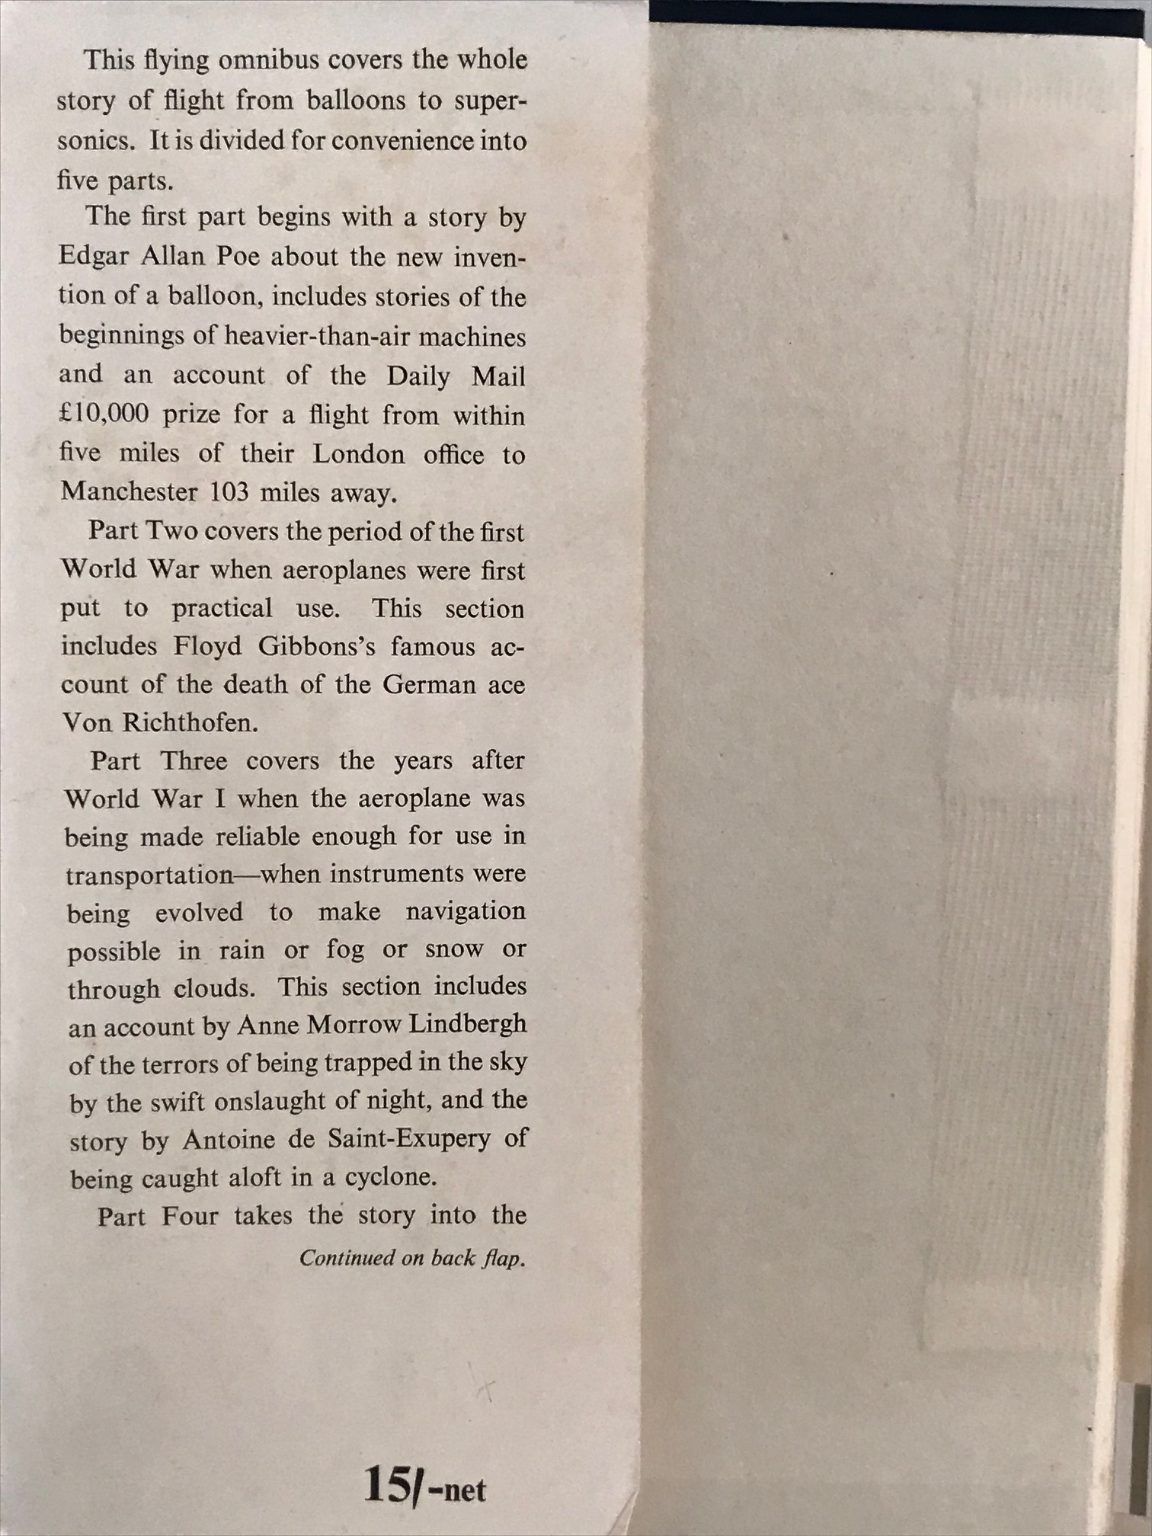 This flying omnibus covers the whole
story of flight from balloons to super-
sonics. It is divided for convenience into
five parts.
The first part begins with a story by
Edgar Allan Poe about the new inven-
tion of a balloon, includes stories of the
beginnings of heavier-than-air machines
and an account of the Daily Mail
£10,000 prize for a flight from within
five miles of their London office to
Manchester 103 miles away.
Part Two covers the period of the first
World War when aeroplanes were first
put to practical use. This section
includes Floyd Gibbons's famous ac-
count of the death of the German ace
Von Richthofen.
Part Three covers the years after
World War I when the aeroplane was
being made reliable enough for use in
transportation—when instruments were
being evolved to make navigation
possible in rain or fog or snow or
through clouds. This section includes
an account by Anne Morrow Lindbergh
of the terrors of being trapped in the sky
by the swift onslaught of night, and the
story by Antoine de Saint-Exupery of
being caught aloft in a cyclone.
Part Four takes the story into the
Continued on back flap.
15/-net